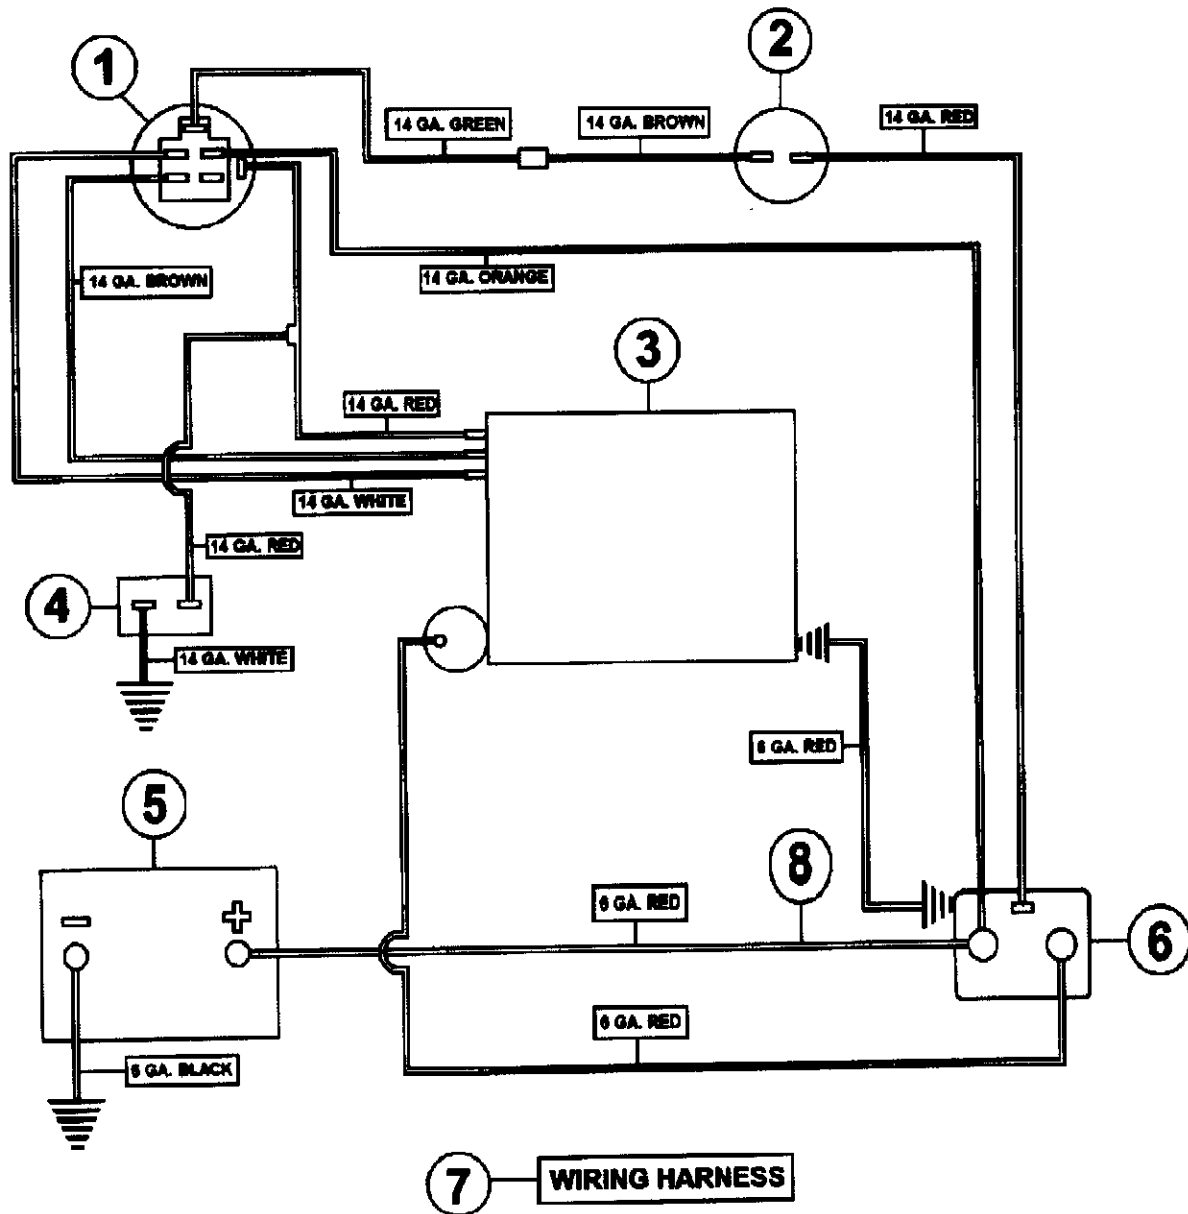 1
2
14 GA. GREEN
14 GA. BROWN
14 GA. RED
14 GA. BROWN
14 GA. ORANGE
3
14 GA. RED
14 GA. WHITE
14 GA. RED
4
14 GA. WHITE
6 GA. RED
5
8
6 GA. RED
6
6 GA. RED
6 GA. BLACK
7
WIRING HARNESS